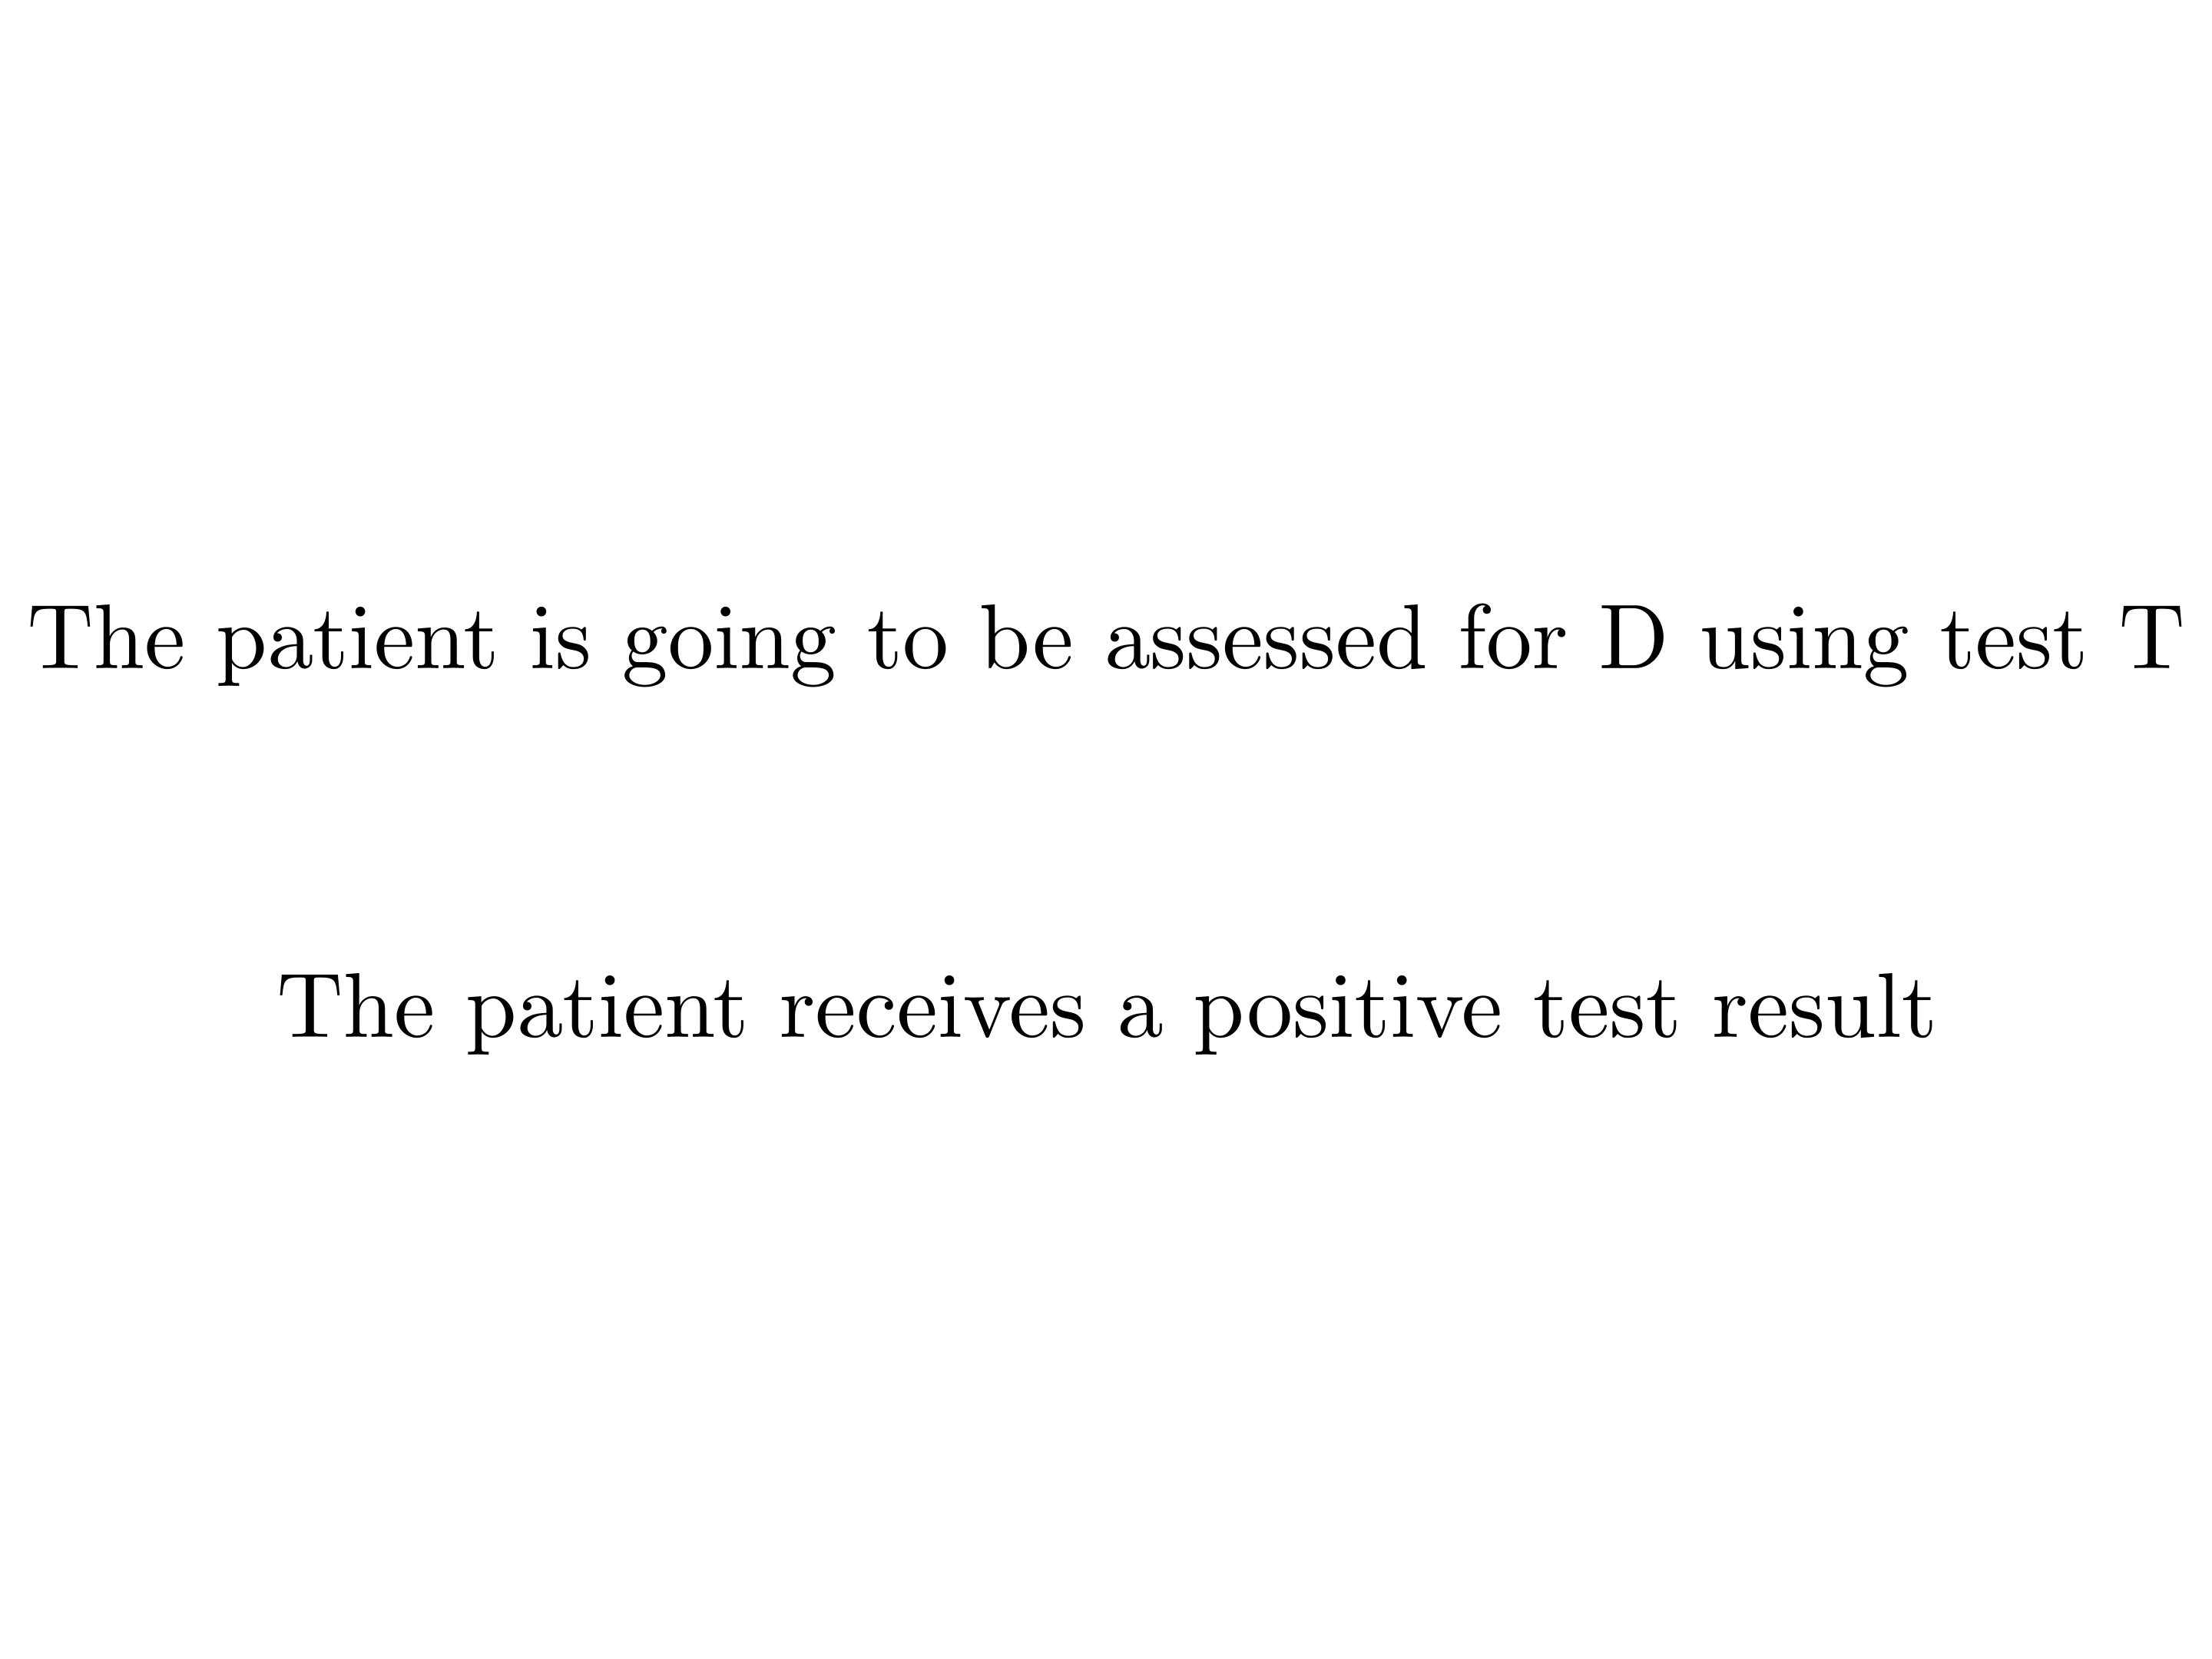 The patient is going to be assessed for D using test T
The patient receives a positive test result